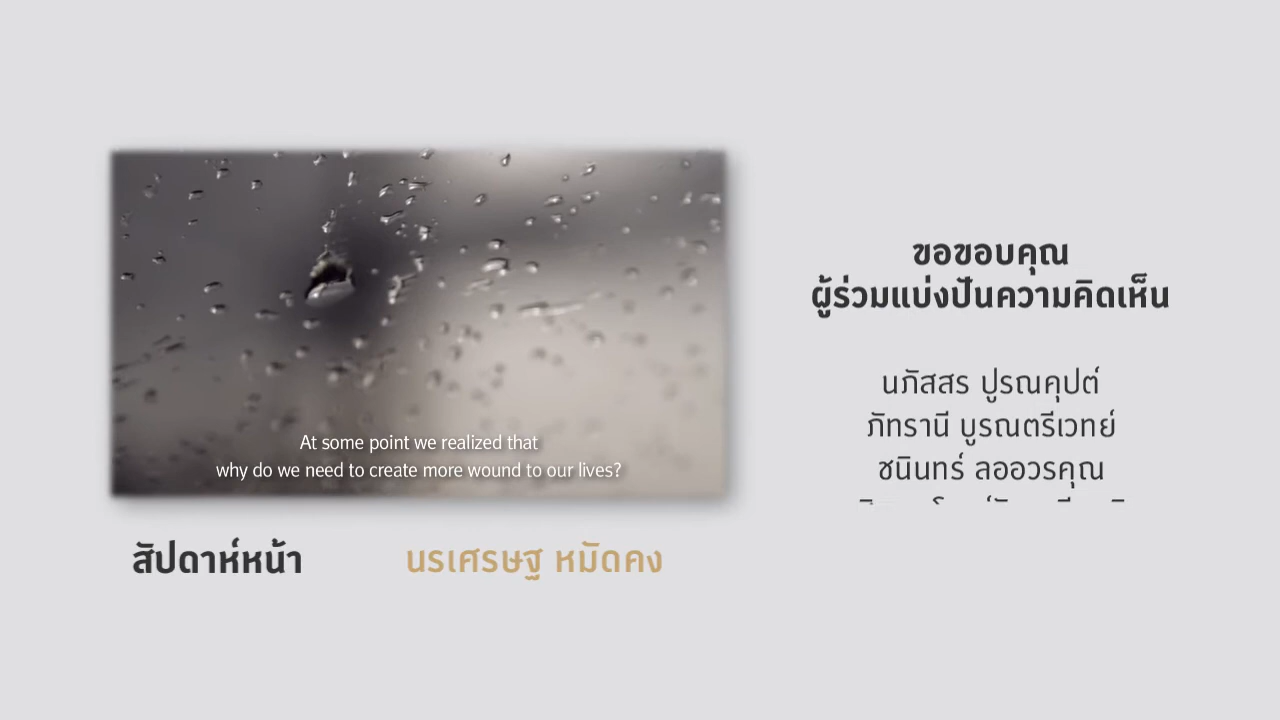 At some point we realized that
why do we need to create more wound to our lives?
สัปดาห์หน้า
นรเศรษฐ หมัดคง
ขอขอบคุณ
ผู้ร่วมแบ่งปันความคิดเห็น
นภัสสร ปูรณคุปต์
ภัทรานี บูรณตรีเวทย์
ชนินทร์ ลออวรคุณ